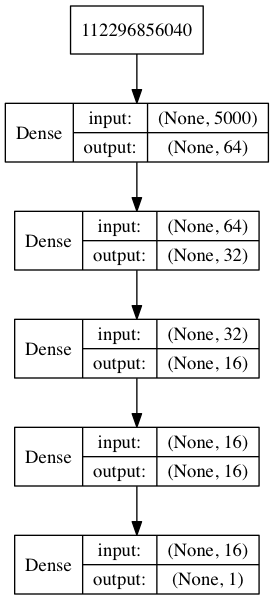 112296856040
Dense input: (None, 5000)
output: (None, 64)
Dense input: (None, 64)
output: (None, 32)
Dense input: (None, 32)
output: (None, 16)
Dense input: (None, 16)
output: (None, 16)
Dense input: (None, 16)
output: (None, 1)